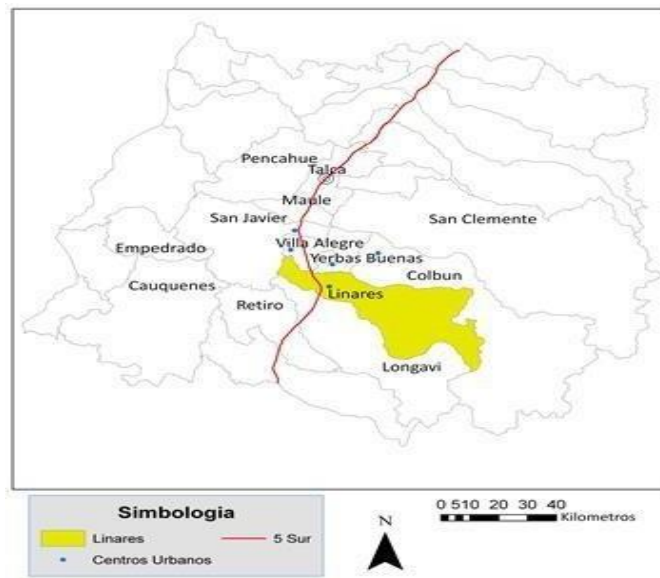 Pencahue
Talca
Maule
San Javier
San Clemente
Villa Alegre
Empedrado
Yerbas Buenas
Colbun
Cauquenes
Linares
Retiro
Longavi
Simbologia
Linares
5 Sur
Centros Urbanos
N
0 510 20 30 40
Kilometros